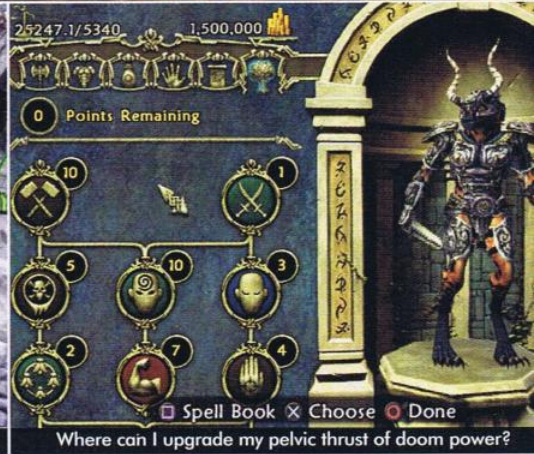 25247.1/5340 1,500,000
0 Points Remaining
10 1
5 10 3
2 7 4
Spell Book Choose Done
Where can I upgrade my pelvic thrust of doom power?